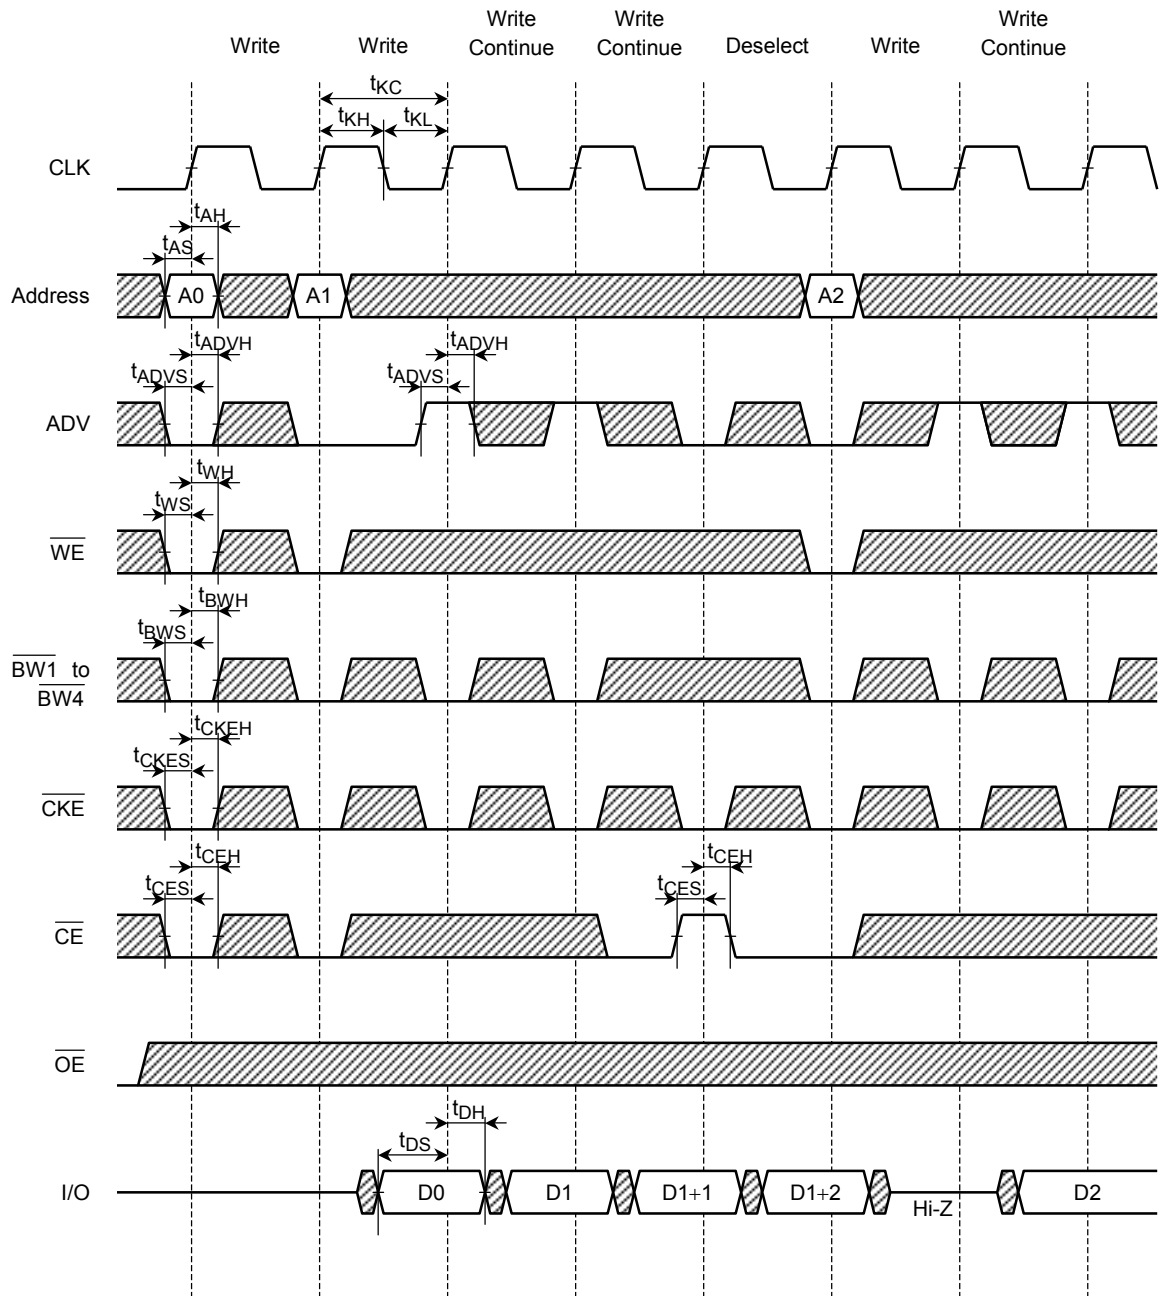 Write Write Write Write
Write Write Continue Continue Deselect Write Continue
tKC
tKH tKL
CLK
tAH
tAS
Address A0 A1 A2
tADVH tADVH
tADVS tADVS
ADV
tWH
tWS
WE
tBWH
tBWS
BW1 to
BW4
tCKEH
tCKES
CKE
tCEH tCEH
tCES tCES
CE
OE
tDH
tDS
I/O D0 D1 D1+1 D1+2 D2
Hi-Z